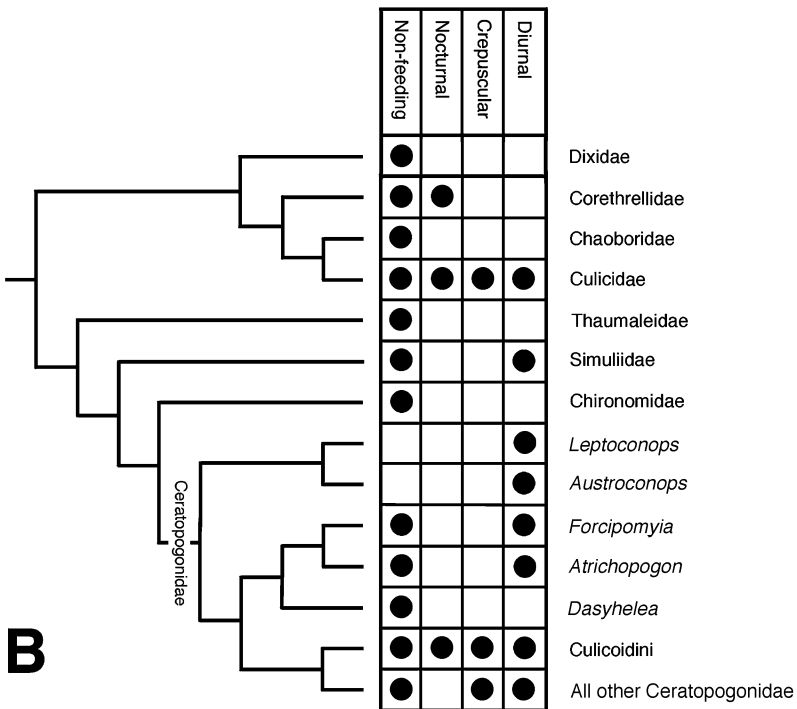 Non-feeding
Nocturnal
Crepuscular
Diurnal
Dixidae
Corethrellidae
Chaoboridae
Culicidae
Thaumaleidae
Simuliidae
Chironomidae
Leptoconops
Austroconops
Forcipomyia
Atrichopogon
Dasyhelea
Culicoidini
All other Ceratopogonidae
Ceratopogonidae
B